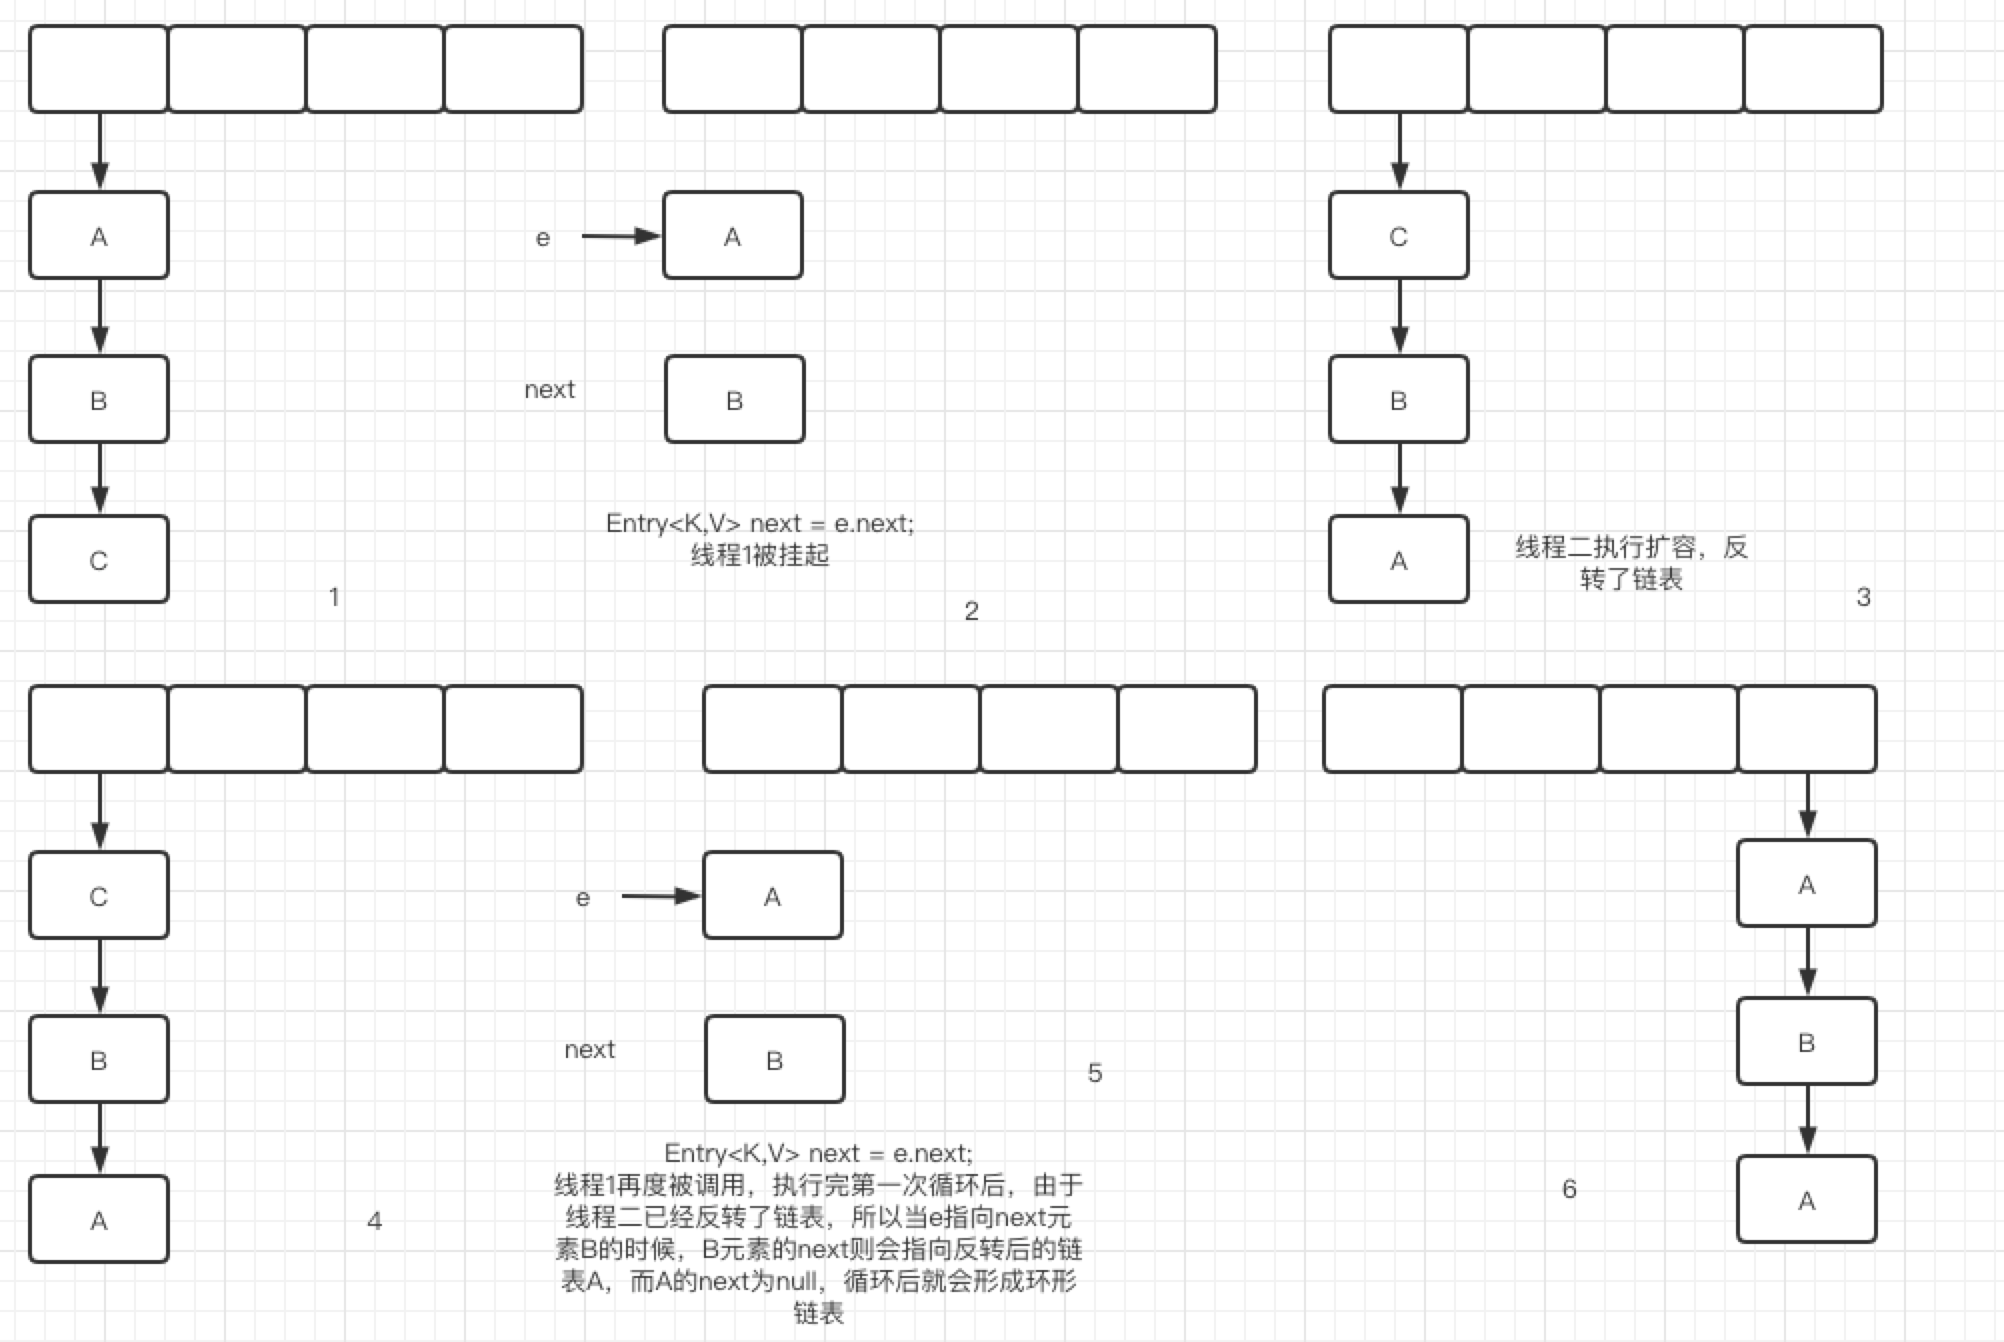 A
B
C
1
e
A
next
B
Entry<K,V> next = e.next;
线程1被挂起
2
C
B
A
线程二执行扩容，反
转了链表
3
C
B
A
4
e
A
next
B
5
Entry<K,V> next = e.next;
线程1再度被调用，执行完第一次循环后，由于
线程二已经反转了链表，所以当e指向next元
素B的时候，B元素的next则会指向反转后的链
表A，而A的next为null，循环后就会形成环形
链表
A
B
A
6